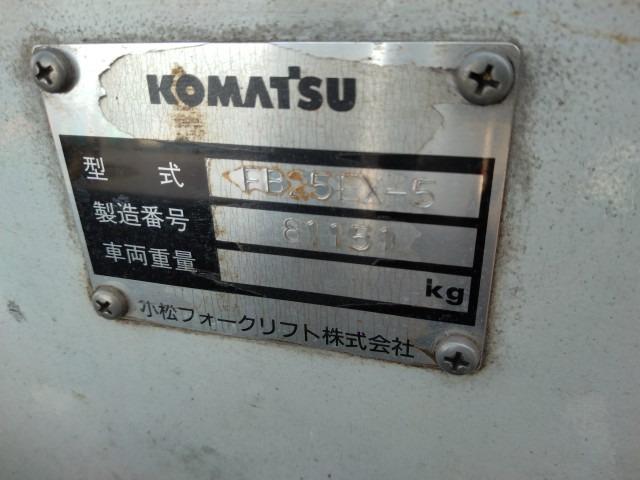 KOMATSU
型式 FB25EX-5
製造番号 81151
車両重量 kg
小松フォークリフト株式会社